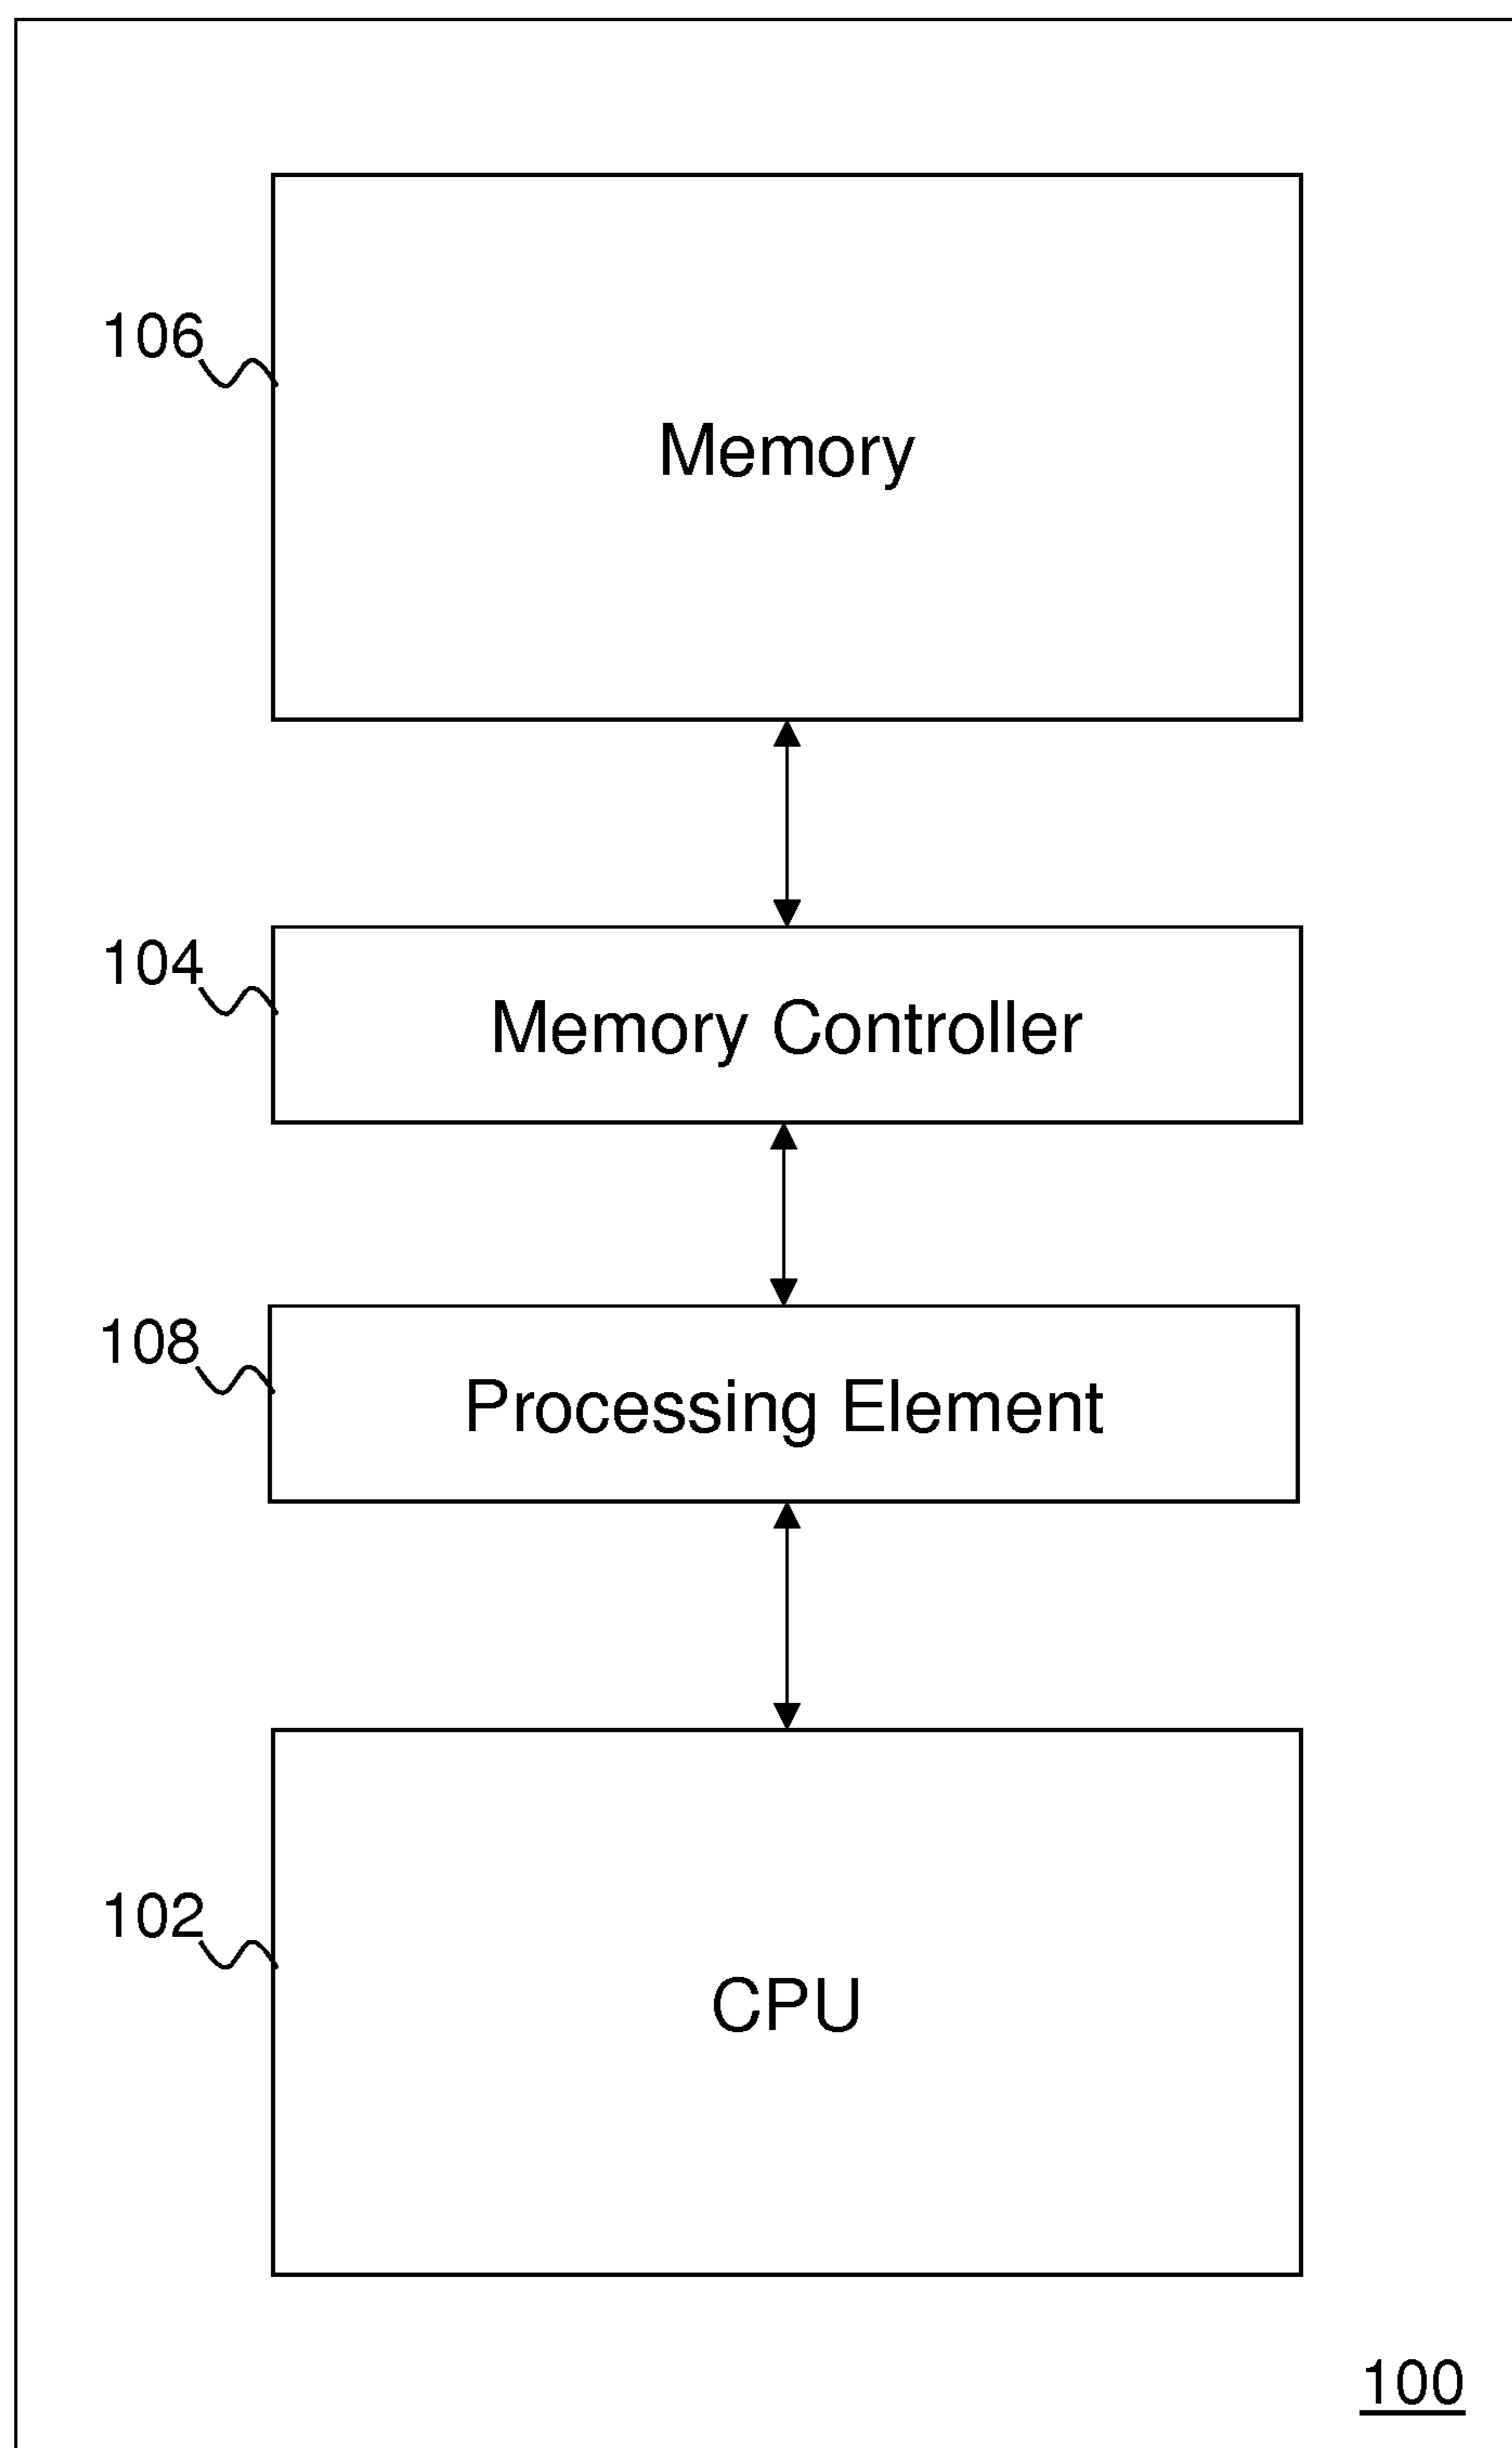 106
Memory
104
Memory Controller
108
Processing Element
102
CPU
100